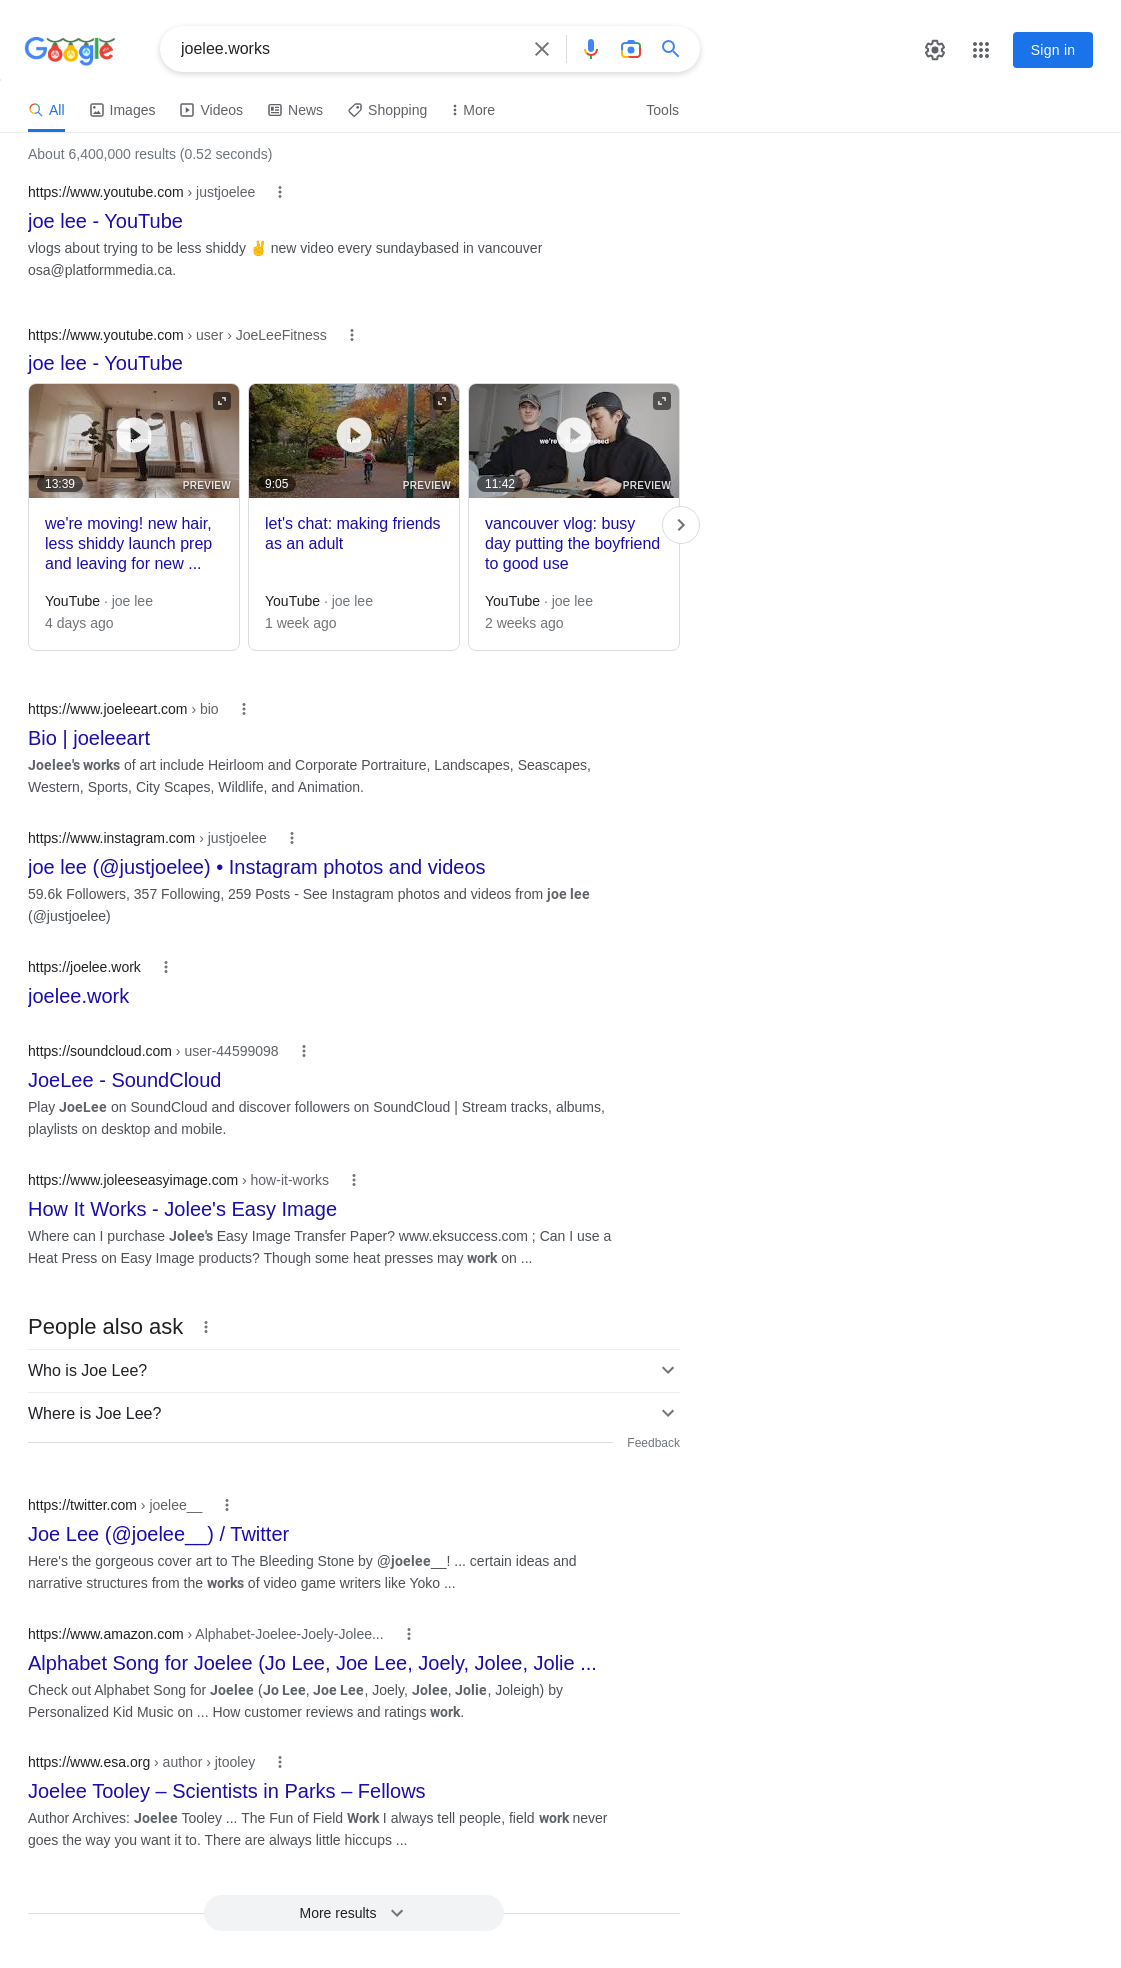 Google
joelee.works
Sign in
All
Images
Videos
News
Shopping
More
Tools
About 6,400,000 results (0.52 seconds)
https://www.youtube.com › justjoelee
joe lee - YouTube
vlogs about trying to be less shiddy ✌️ new video every sundaybased in vancouver
osa@platformmedia.ca.
https://www.youtube.com › user › JoeLeeFitness
joe lee - YouTube
13:39
PREVIEW
we're moving! new hair,
less shiddy launch prep
and leaving for new ...
YouTube · joe lee
4 days ago
9:05
PREVIEW
let's chat: making friends
as an adult
YouTube · joe lee
1 week ago
11:42
PREVIEW
vancouver vlog: busy
day putting the boyfriend
to good use
YouTube · joe lee
2 weeks ago
https://www.joeleeart.com › bio
Bio | joeleeart
Joelee's works of art include Heirloom and Corporate Portraiture, Landscapes, Seascapes,
Western, Sports, City Scapes, Wildlife, and Animation.
https://www.instagram.com › justjoelee
joe lee (@justjoelee) • Instagram photos and videos
59.6k Followers, 357 Following, 259 Posts - See Instagram photos and videos from joe lee
(@justjoelee)
https://joelee.work
joelee.work
https://soundcloud.com › user-44599098
JoeLee - SoundCloud
Play JoeLee on SoundCloud and discover followers on SoundCloud | Stream tracks, albums,
playlists on desktop and mobile.
https://www.joleeseasyimage.com › how-it-works
How It Works - Jolee's Easy Image
Where can I purchase Jolee's Easy Image Transfer Paper? www.eksuccess.com ; Can I use a
Heat Press on Easy Image products? Though some heat presses may work on ...
People also ask
Who is Joe Lee?
Where is Joe Lee?
Feedback
https://twitter.com › joelee__
Joe Lee (@joelee__) / Twitter
Here's the gorgeous cover art to The Bleeding Stone by @joelee__! ... certain ideas and
narrative structures from the works of video game writers like Yoko ...
https://www.amazon.com › Alphabet-Joelee-Joely-Jolee...
Alphabet Song for Joelee (Jo Lee, Joe Lee, Joely, Jolee, Jolie ...
Check out Alphabet Song for Joelee (Jo Lee, Joe Lee, Joely, Jolee, Jolie, Joleigh) by
Personalized Kid Music on ... How customer reviews and ratings work.
https://www.esa.org › author › jtooley
Joelee Tooley – Scientists in Parks – Fellows
Author Archives: Joelee Tooley ... The Fun of Field Work I always tell people, field work never
goes the way you want it to. There are always little hiccups ...
More results